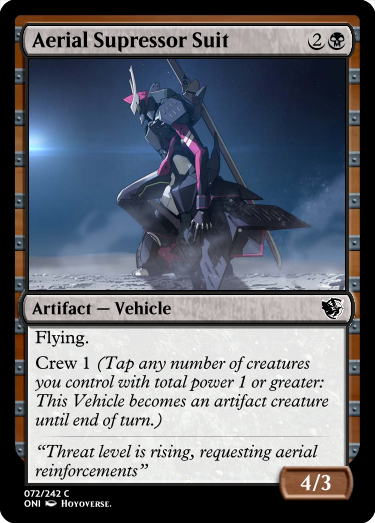 Aerial Supressor Suit 2
Artifact — Vehicle
Flying.
Crew 1 (Tap any number of creatures
you control with total power 1 or greater:
This Vehicle becomes an artifact creature
until end of turn.)
“Threat level is rising, requesting aerial
reinforcements”
4/3
072/242 C
ONI Hoyoverse.